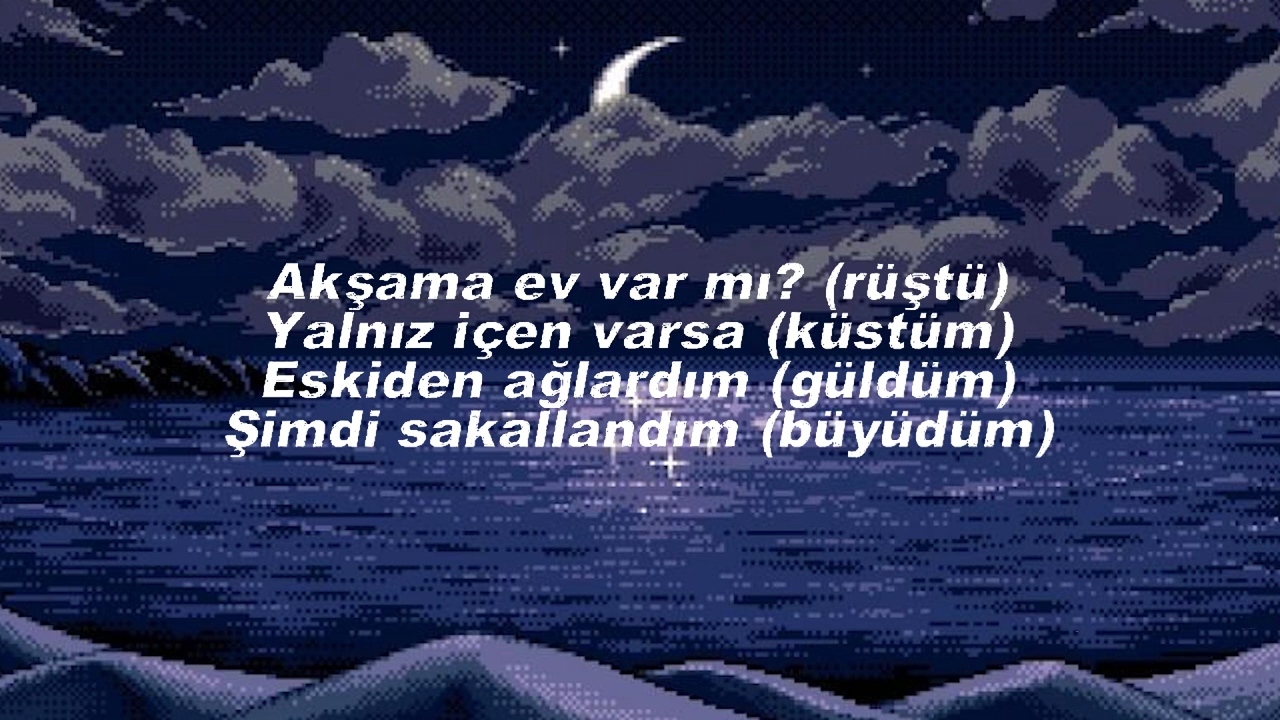 Akşama ev var mı? (rüştü)
Yalnız içen varsa (küstüm)
Eskiden ağlardım (güldüm)
Şimdi sakallandım (büyüdüm)